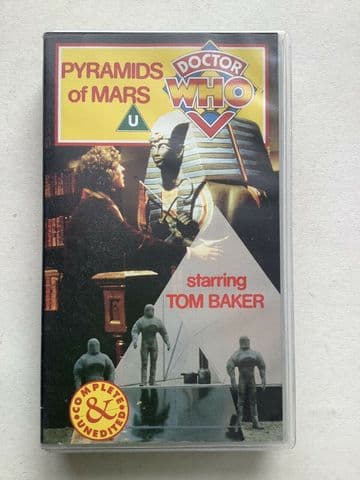 PYRAMIDS
of MARS
DOCTOR
WHO
U
starring
TOM BAKER
COMPLETE
&
UNEDITED